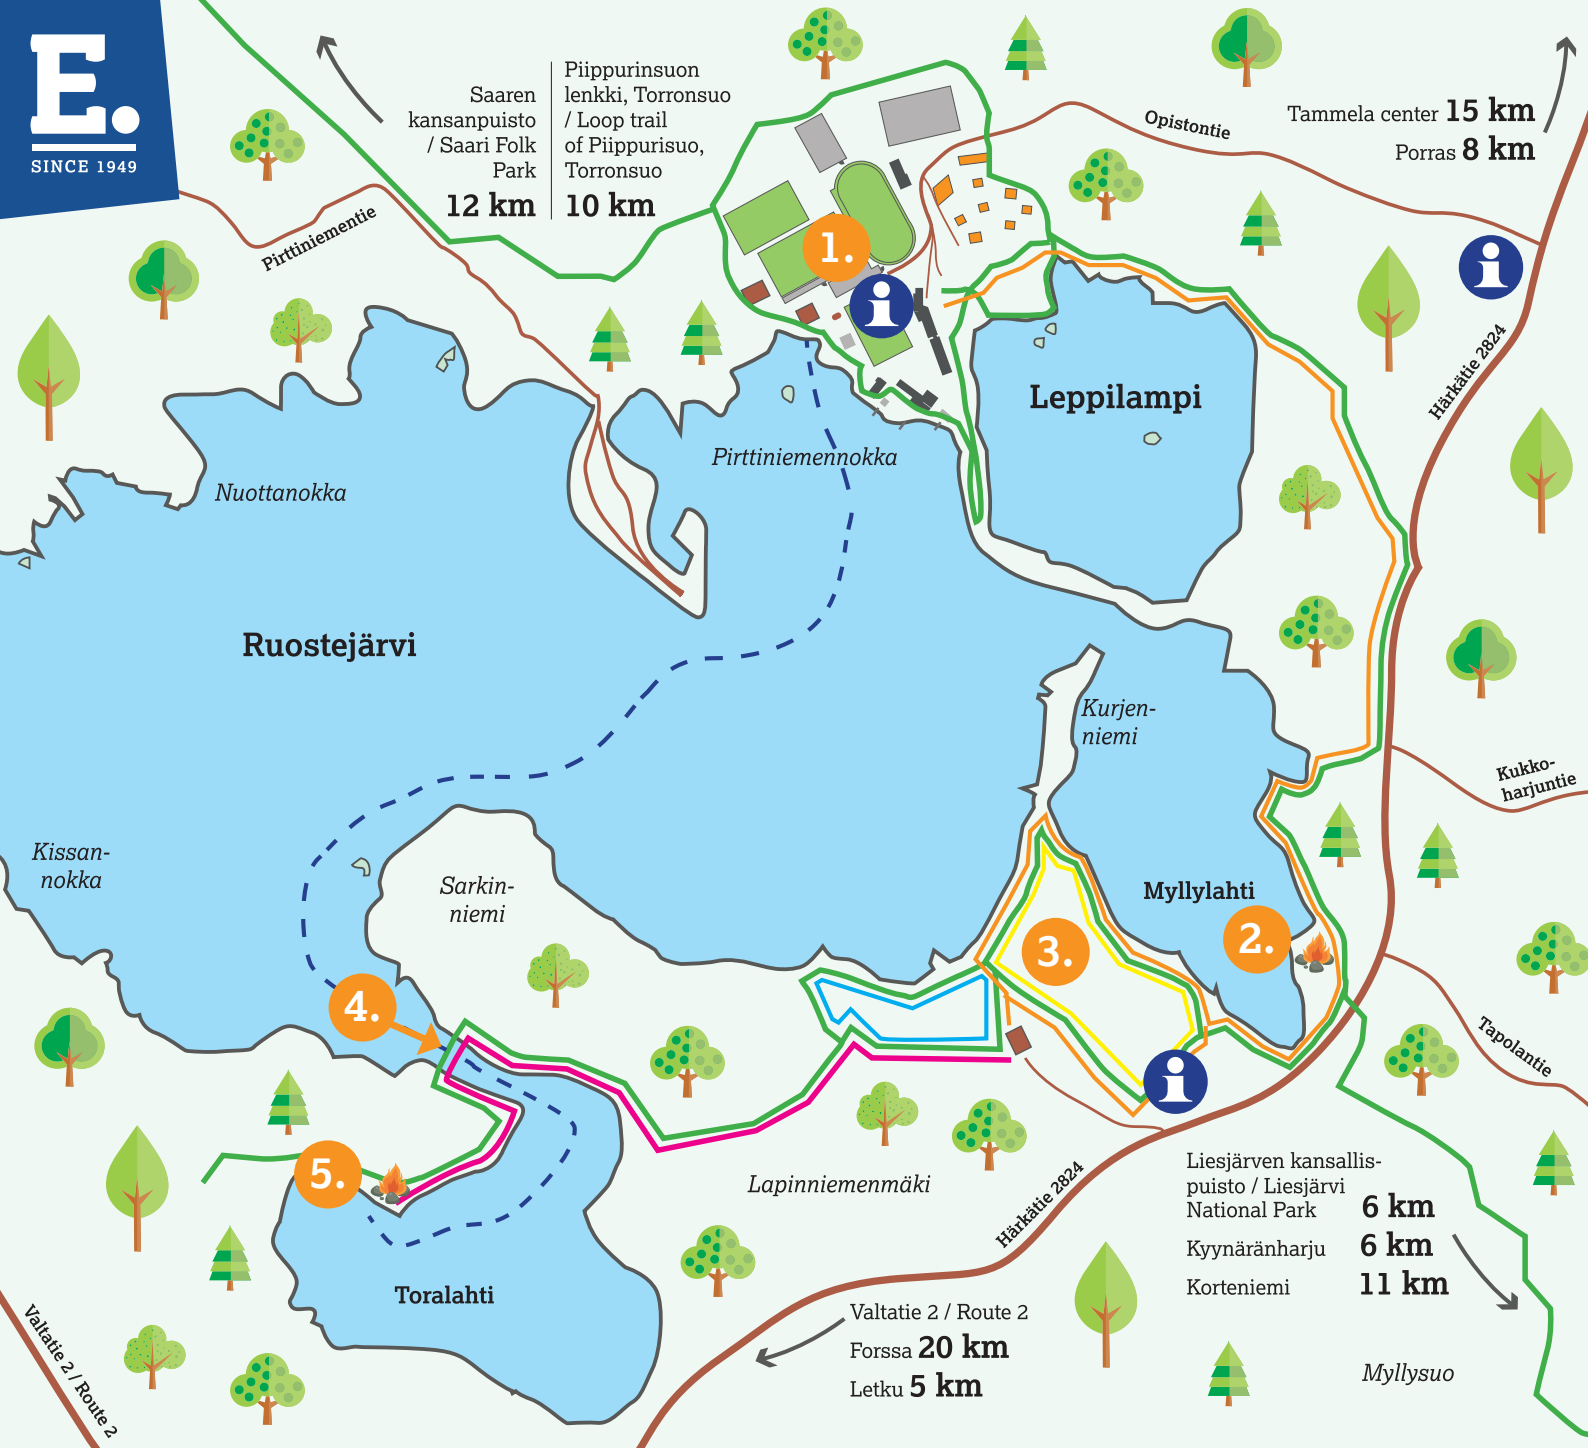 E.
SINCE 1949
Saaren
kansanpuisto
/ Saari Folk
Park
12 km
Piippurinsuon
lenkki, Torronsuo
/ Loop trail
of Piippurisuo,
Torronsuo
10 km
Opistontie
Tammela center 15 km
Porras 8 km
Pirttiniementie
1.
i
i
Härkätie 2824
Leppilampi
Pirttiniemennokka
Nuottanokka
Ruostejärvi
Kurjen-
niemi
Kukko-
harjuntie
Kissan-
nokka
Sarkin-
niemi
Myllylahti
2.
3.
4.
Tapolantie
i
5.
Lapinniemenmäki
Härkätie 2824
Liesjärven kansallis-
puisto / Liesjärvi
National Park 6 km
Kyynäränharju 6 km
Korteniemi 11 km
Toralahti
Valtatie 2 / Route 2
Valtatie 2 / Route 2
Forssa 20 km
Letku 5 km
Myllysuo